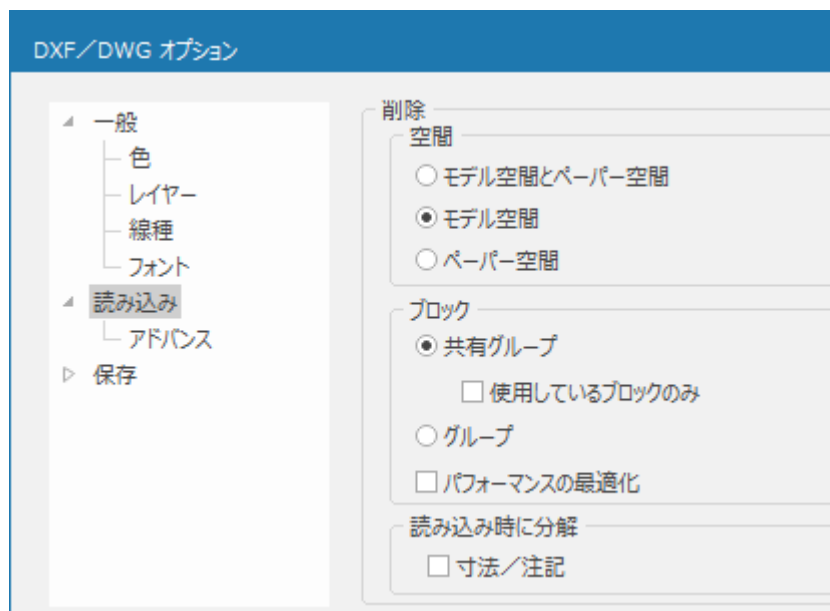 DXF／DWG オプション
一般
色
レイヤー
線種
フォント
読み込み
アドバンス
保存
削除
空間
モデル空間とペーパー空間
モデル空間
ペーパー空間
ブロック
共有グループ
使用しているブロックのみ
グループ
パフォーマンスの最適化
読み込み時に分解
寸法／注記